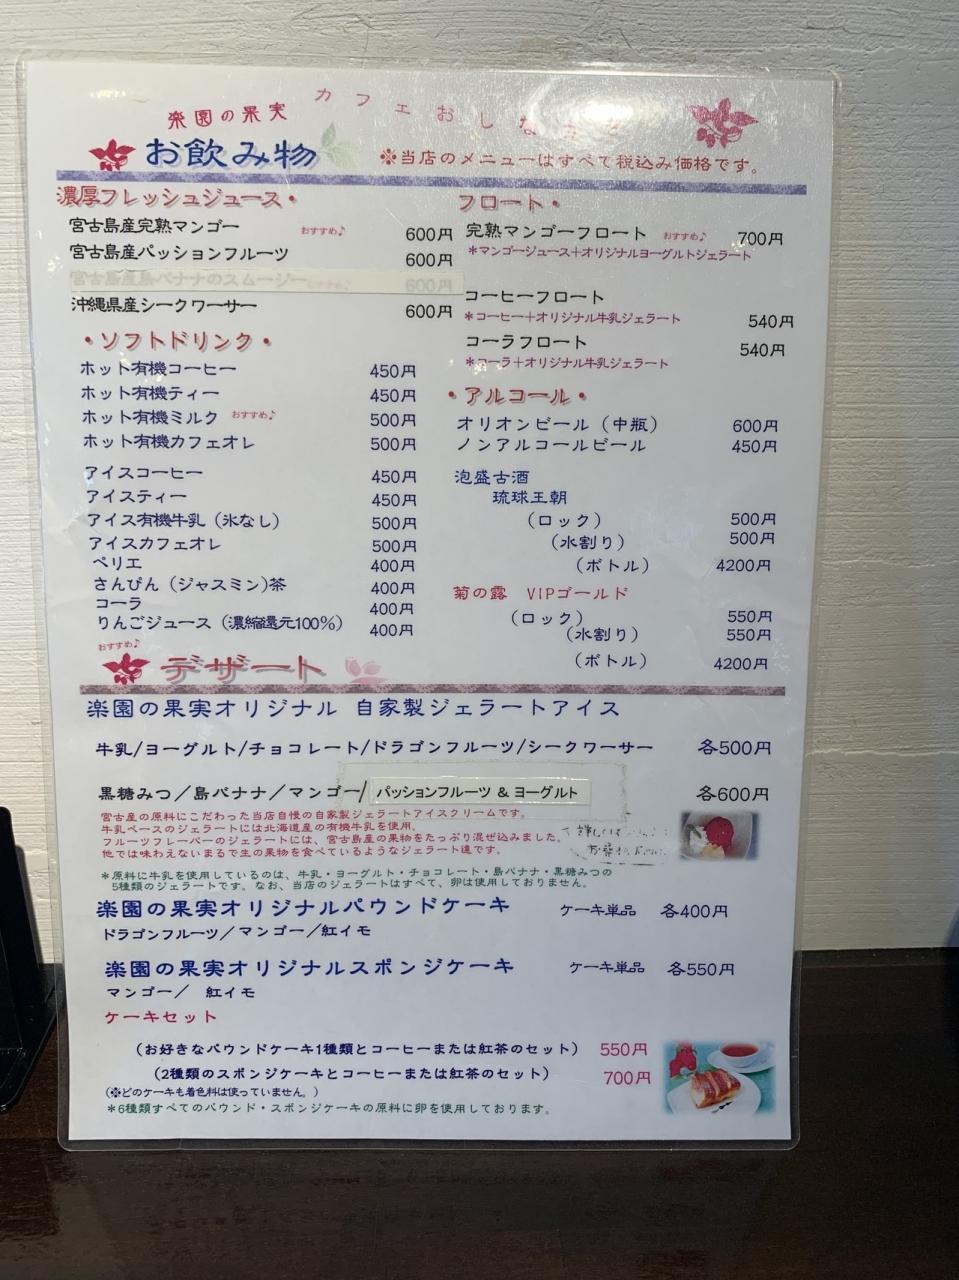 楽園の果実 カフェおしながき
お飲み物 ※当店のメニューはすべて税込み価格です。
濃厚フレッシュジュース・
宮古島産完熟マンゴー おすすめ♪ 600円
宮古島産パッションフルーツ 600円
宮古島産島バナナのスムージー おすすめ♪ 600円
沖縄県産シークワーサー 600円
・ソフトドリンク・
ホット有機コーヒー 450円
ホット有機ティー 450円
ホット有機ミルク おすすめ♪ 500円
ホット有機カフェオレ 500円
アイスコーヒー 450円
アイスティー 450円
アイス有機牛乳（氷なし） 500円
アイスカフェオレ 500円
ペリエ 400円
さんぴん（ジャスミン)茶 400円
コーラ 400円
りんごジュース（濃縮還元100％） 400円
おすすめ♪
フロート・
完熟マンゴーフロート おすすめ♪ 700円
＊マンゴージュース＋オリジナルヨーグルトジェラート
コーヒーフロート
＊コーヒー＋オリジナル牛乳ジェラート 540円
コーラフロート 540円
＊コーラ＋オリジナル牛乳ジェラート
・アルコール・
オリオンビール（中瓶） 600円
ノンアルコールビール 450円
泡盛古酒
琉球王朝
（ロック） 500円
（水割り） 500円
（ボトル） 4200円
菊の露 VIPゴールド
（ロック） 550円
（水割り） 550円
（ボトル） 4200円
デザート
楽園の果実オリジナル 自家製ジェラートアイス
牛乳/ヨーグルト/チョコレート/ドラゴンフルーツ/シークワーサー 各500円
黒糖みつ／島バナナ／マンゴー/ パッションフルーツ & ヨーグルト 各600円
宮古産の原料にこだわった当店自慢の自家製ジェラートアイスクリームです。
牛乳ベースのジェラートには北海道産の有機牛乳を使用。
フルーツフレーバーのジェラートには、宮古島産の果物をたっぷり混ぜ込みました。
他では味わえないまるで生の果物を食べているようなジェラート達です。
＊原料に牛乳を使用しているのは、牛乳・ヨーグルト・チョコレート・島バナナ・黒糖みつの
5種類のジェラートです。なお、当店のジェラートはすべて、卵は使用しておりません。
楽園の果実オリジナルパウンドケーキ ケーキ単品 各400円
ドラゴンフルーツ／マンゴー／紅イモ
楽園の果実オリジナルスポンジケーキ ケーキ単品 各550円
マンゴー／ 紅イモ
ケーキセット
（お好きなパウンドケーキ1種類とコーヒーまたは紅茶のセット） 550円
（2種類のスポンジケーキとコーヒーまたは紅茶のセット） 700円
（※どのケーキも着色料は使っていません。）
＊6種類すべてのパウンド・スポンジケーキの原料に卵を使用しております。